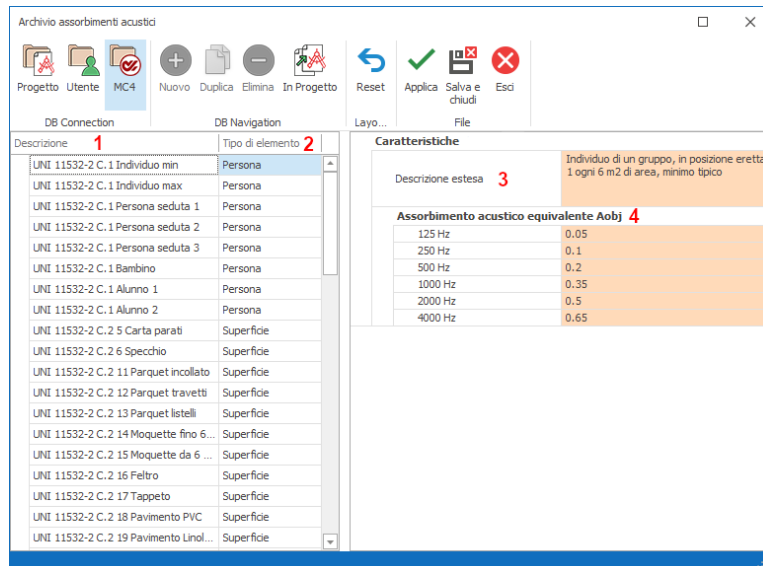 Archivio assorbimenti acustici
Progetto Utente MC4 Nuovo Duplica Elimina In Progetto Reset Applica Salva e chiudi Esci
DB Connection DB Navigation Layo... File
Descrizione 1 Tipo di elemento 2
UNI 11532-2 C.1 Individuo min Persona
UNI 11532-2 C.1 Individuo max Persona
UNI 11532-2 C.1 Persona seduta 1 Persona
UNI 11532-2 C.1 Persona seduta 2 Persona
UNI 11532-2 C.1 Persona seduta 3 Persona
UNI 11532-2 C.1 Bambino Persona
UNI 11532-2 C.1 Alunno 1 Persona
UNI 11532-2 C.1 Alunno 2 Persona
UNI 11532-2 C.2 5 Carta parati Superficie
UNI 11532-2 C.2 6 Specchio Superficie
UNI 11532-2 C.2 11 Parquet incollato Superficie
UNI 11532-2 C.2 12 Parquet travetti Superficie
UNI 11532-2 C.2 13 Parquet listelli Superficie
UNI 11532-2 C.2 14 Moquette fino 6... Superficie
UNI 11532-2 C.2 15 Moquette da 6 ... Superficie
UNI 11532-2 C.2 16 Feltro Superficie
UNI 11532-2 C.2 17 Tappeto Superficie
UNI 11532-2 C.2 18 Pavimento PVC Superficie
UNI 11532-2 C.2 19 Pavimento Linol... Superficie
Caratteristiche
Descrizione estesa 3
Individuo di un gruppo, in posizione eretta
1 ogni 6 m2 di area, minimo tipico
Assorbimento acustico equivalente Aobj 4
125 Hz 0.05
250 Hz 0.1
500 Hz 0.2
1000 Hz 0.35
2000 Hz 0.5
4000 Hz 0.65